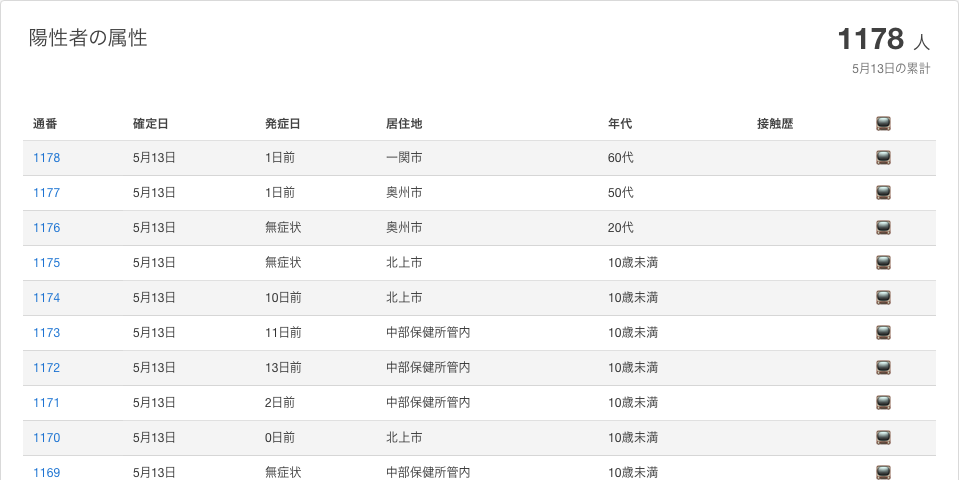 陽性者の属性
1178 人
5月13日の累計
通番 確定日 発症日 居住地 年代 接触歴
1178 5月13日 1日前 一関市 60代
1177 5月13日 1日前 奥州市 50代
1176 5月13日 無症状 奥州市 20代
1175 5月13日 無症状 北上市 10歳未満
1174 5月13日 10日前 北上市 10歳未満
1173 5月13日 11日前 中部保健所管内 10歳未満
1172 5月13日 13日前 中部保健所管内 10歳未満
1171 5月13日 2日前 中部保健所管内 10歳未満
1170 5月13日 0日前 北上市 10歳未満
1169 5月13日 無症状 中部保健所管内 10歳未満